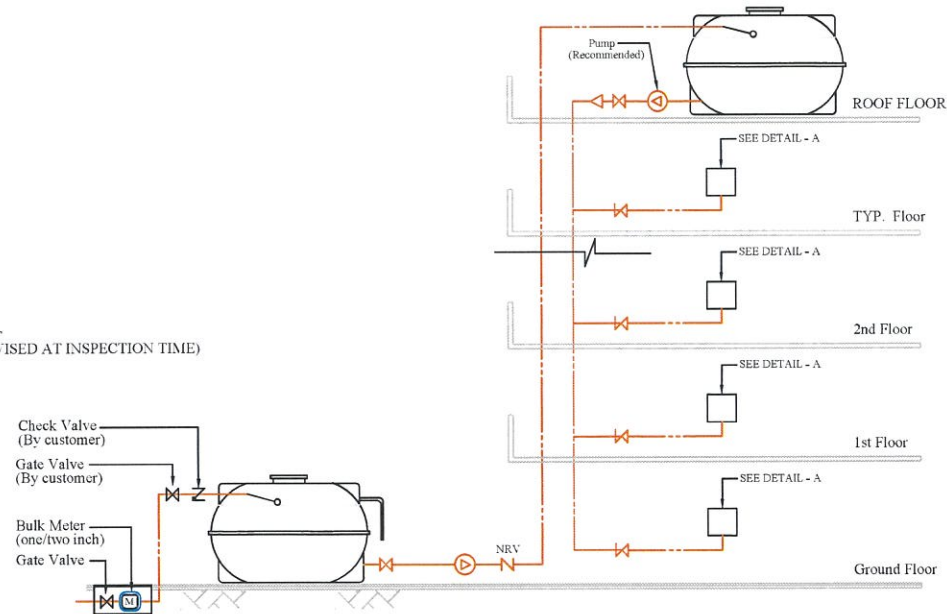 Pump
(Recommended)
ROOF FLOOR
SEE DETAIL - A
TYP. Floor
SEE DETAIL - A
2nd Floor
SEE DETAIL - A
1st Floor
SEE DETAIL - A
Ground Floor
AT INSPECTION TIME)
Check Valve
(By customer)
Gate Valve
(By customer)
Bulk Meter
(one/two inch)
Gate Valve
M
NRV